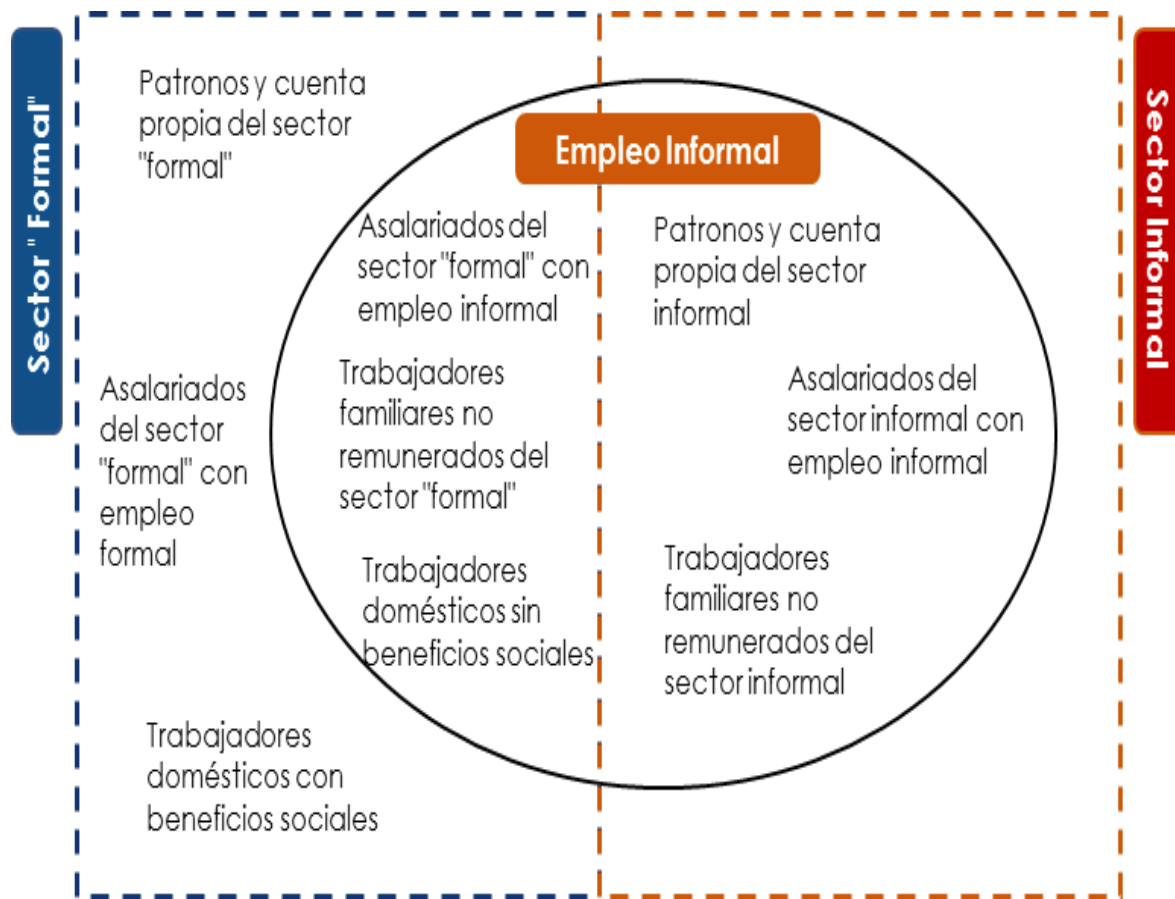 Sector " Formal"
Patronos y cuenta
propia del sector
"formal"
Asalariados
del sector
"formal" con
empleo
formal
Trabajadores
domésticos con
beneficios sociales
Empleo Informal
Asalariados del
sector "formal" con
empleo informal
Trabajadores
familiares no
remunerados del
sector "formal"
Trabajadores
domésticos sin
beneficios sociales
Patronos y cuenta
propia del sector
informal
Asalariados del
sector informal con
empleo informal
Trabajadores
familiares no
remunerados del
sector informal
Sector Informal